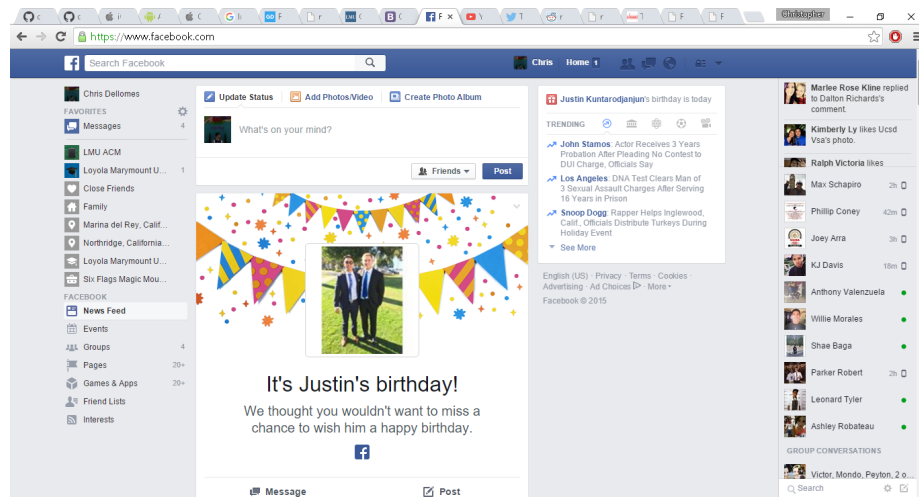 Christopher
https://www.facebook.com
Search Facebook
Chris
Home 1
Chris Dellomes
FAVORITES
Messages 4
LMU ACM
Loyola Marymount U... 1
Close Friends
Family
Marina del Rey, Calif...
Northridge, California...
Loyola Marymount U...
Six Flags Magic Mou...
FACEBOOK
News Feed
Events
Groups 4
Pages 20+
Games & Apps 20+
Friend Lists
Interests
Update Status
Add Photos/Video
Create Photo Album
What's on your mind?
Friends
Post
It's Justin's birthday!
We thought you wouldn't want to miss a
chance to wish him a happy birthday.
Message
Post
Justin Kuntarodjanjun's birthday is today
TRENDING
John Stamos: Actor Receives 3 Years
Probation After Pleading No Contest to
DUI Charge, Officials Say
Los Angeles: DNA Test Clears Man of
3 Sexual Assault Charges After Serving
16 Years in Prison
Snoop Dogg: Rapper Helps Inglewood,
Calif., Officials Distribute Turkeys During
Holiday Event
See More
English (US) · Privacy · Terms · Cookies ·
Advertising · Ad Choices · More
Facebook © 2015
Marlee Rose Kline replied
to Dalton Richards's
comment.
Kimberly Ly likes Ucsd
Vsa's photo.
Ralph Victoria likes
Max Schapiro 2h
Phillip Coney 42m
Joey Arra 3h
KJ Davis 18m
Anthony Valenzuela
Willie Morales
Shae Baga
Parker Robert 2h
Leonard Tyler
Ashley Robateau
GROUP CONVERSATIONS
Victor, Mondo, Peyton, 2 o...
Search